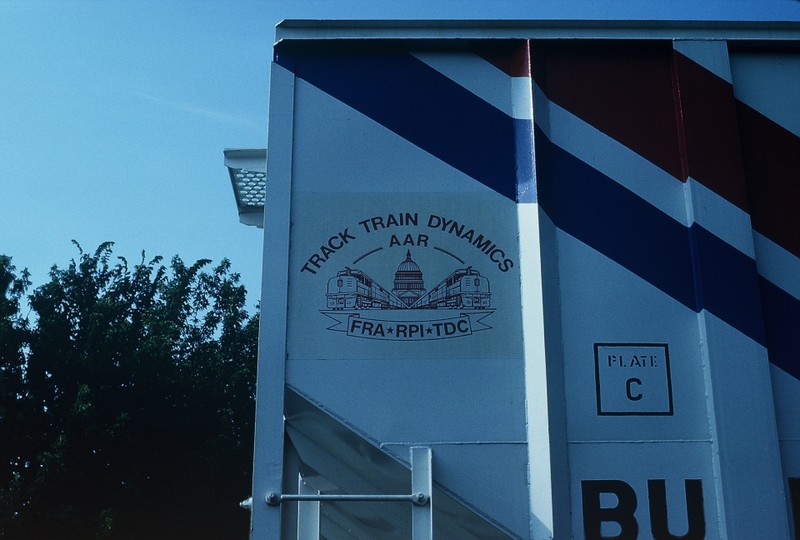 TRACK TRAIN DYNAMICS
AAR
FRA★RPI★TDC
PLATE
C
BU